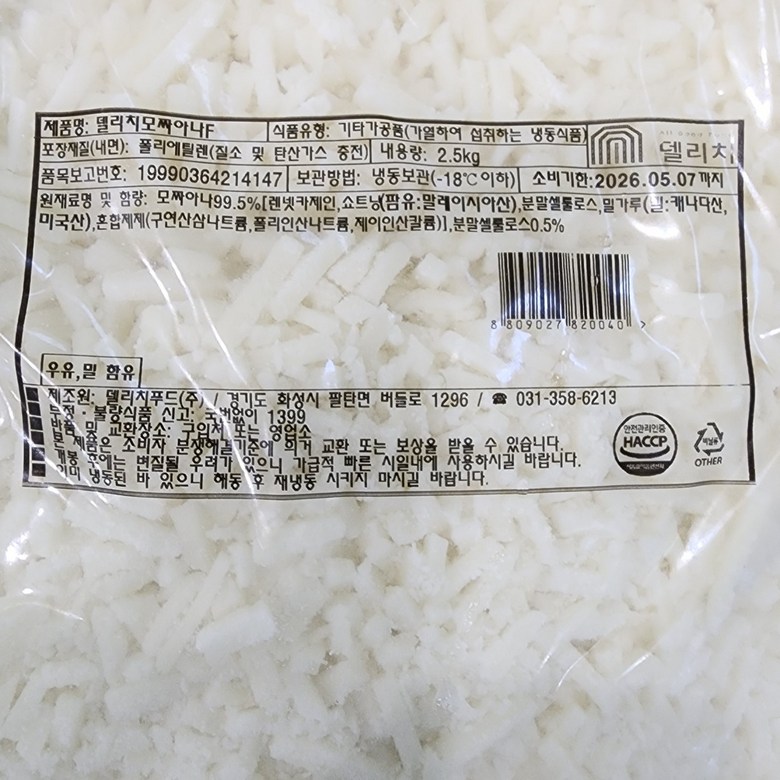 제품명: 델리치모짜아나F 식품유형: 기타가공품(가열하여 섭취하는 냉동식품)
포장재질(내면): 폴리에틸렌(질소 및 탄산가스 충전) 내용량: 2.5kg
델리치
품목보고번호: 19990364214147 보관방법: 냉동보관(-18℃이하) 소비기한:2026.05.07까지
원재료명 및 함량: 모짜아나99.5%[렌넷카제인,쇼트닝(팜유:말레이시아산),분말셀룰로스,밀가루(밀:캐나다산,
미국산),혼합제제(구연산삼나트륨,폴리인산나트륨,제이인산칼륨)],분말셀룰로스0.5%
8 809027 820040 >
우유,밀 함유
제조원: 델리치푸드(주) / 경기도 화성시 팔탄면 버들로 1296 / ☎ 031-358-6213
부정·불량식품 신고: 국번없이 1399
반품 및 교환장소: 구입처 또는 영업소
본 제품은 소비자 분쟁해결기준에 의거 교환 또는 보상을 받을 수 있습니다.
개봉 후에는 변질될 우려가 있으니 가급적 빠른 시일내에 사용하시길 바랍니다.
이미 냉동된 바 있으니 해동 후 재냉동 시키지 마시길 바랍니다.
안전관리인증
HACCP
비닐류
OTHER